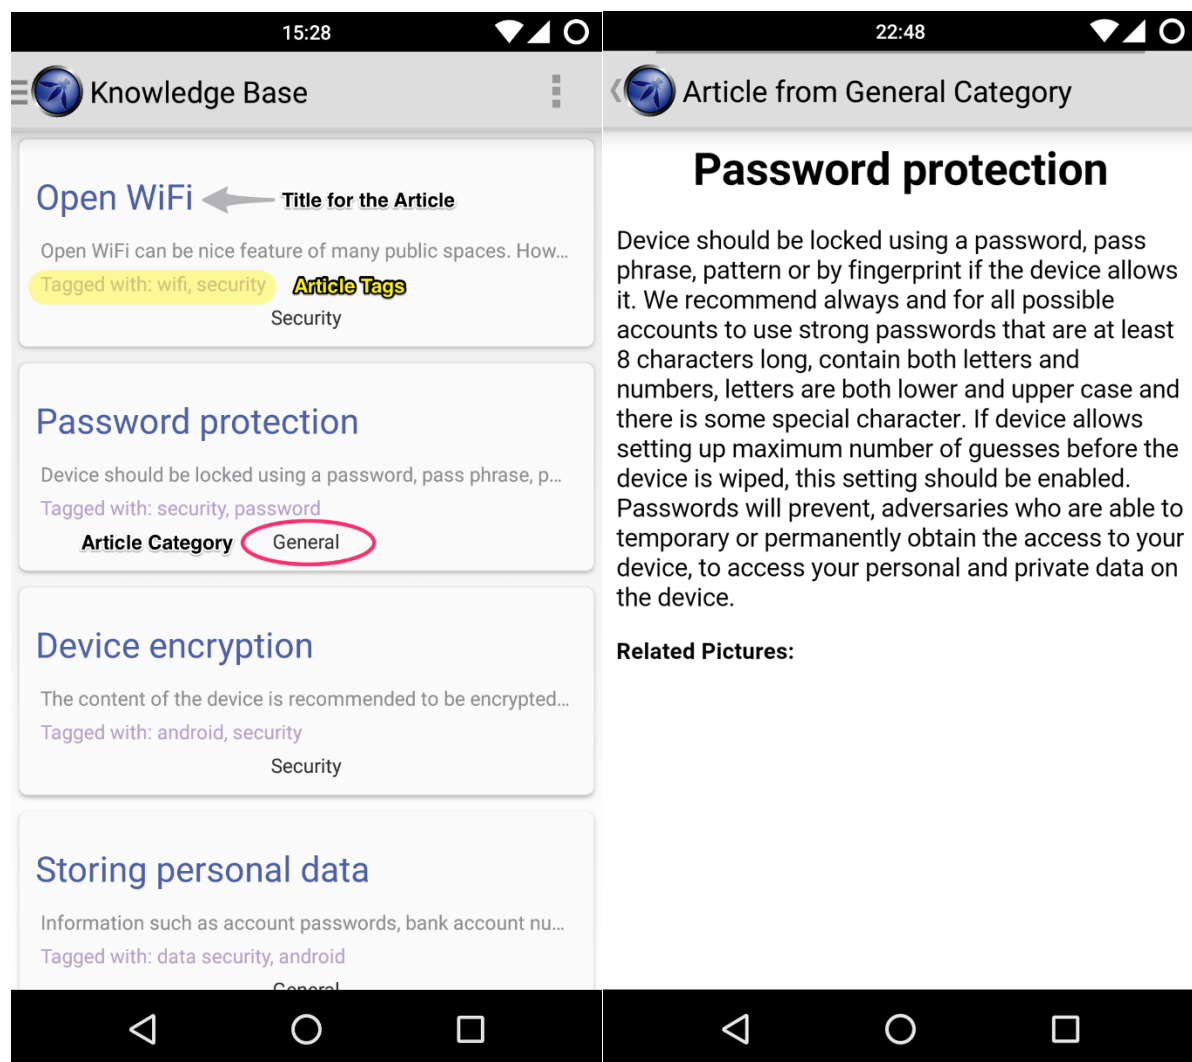 15:28
Knowledge Base
Open WiFi
Title for the Article
Open WiFi can be nice feature of many public spaces. How...
Tagged with: wifi, security
Article Tags
Security
Password protection
Device should be locked using a password, pass phrase, p...
Tagged with: security, password
Article Category
General
Device encryption
The content of the device is recommended to be encrypted...
Tagged with: android, security
Security
Storing personal data
Information such as account passwords, bank account nu...
Tagged with: data security, android
General
22:48
Article from General Category
Password protection
Device should be locked using a password, pass
phrase, pattern or by fingerprint if the device allows
it. We recommend always and for all possible
accounts to use strong passwords that are at least
8 characters long, contain both letters and
numbers, letters are both lower and upper case and
there is some special character. If device allows
setting up maximum number of guesses before the
device is wiped, this setting should be enabled.
Passwords will prevent, adversaries who are able to
temporary or permanently obtain the access to your
device, to access your personal and private data on
the device.
Related Pictures: